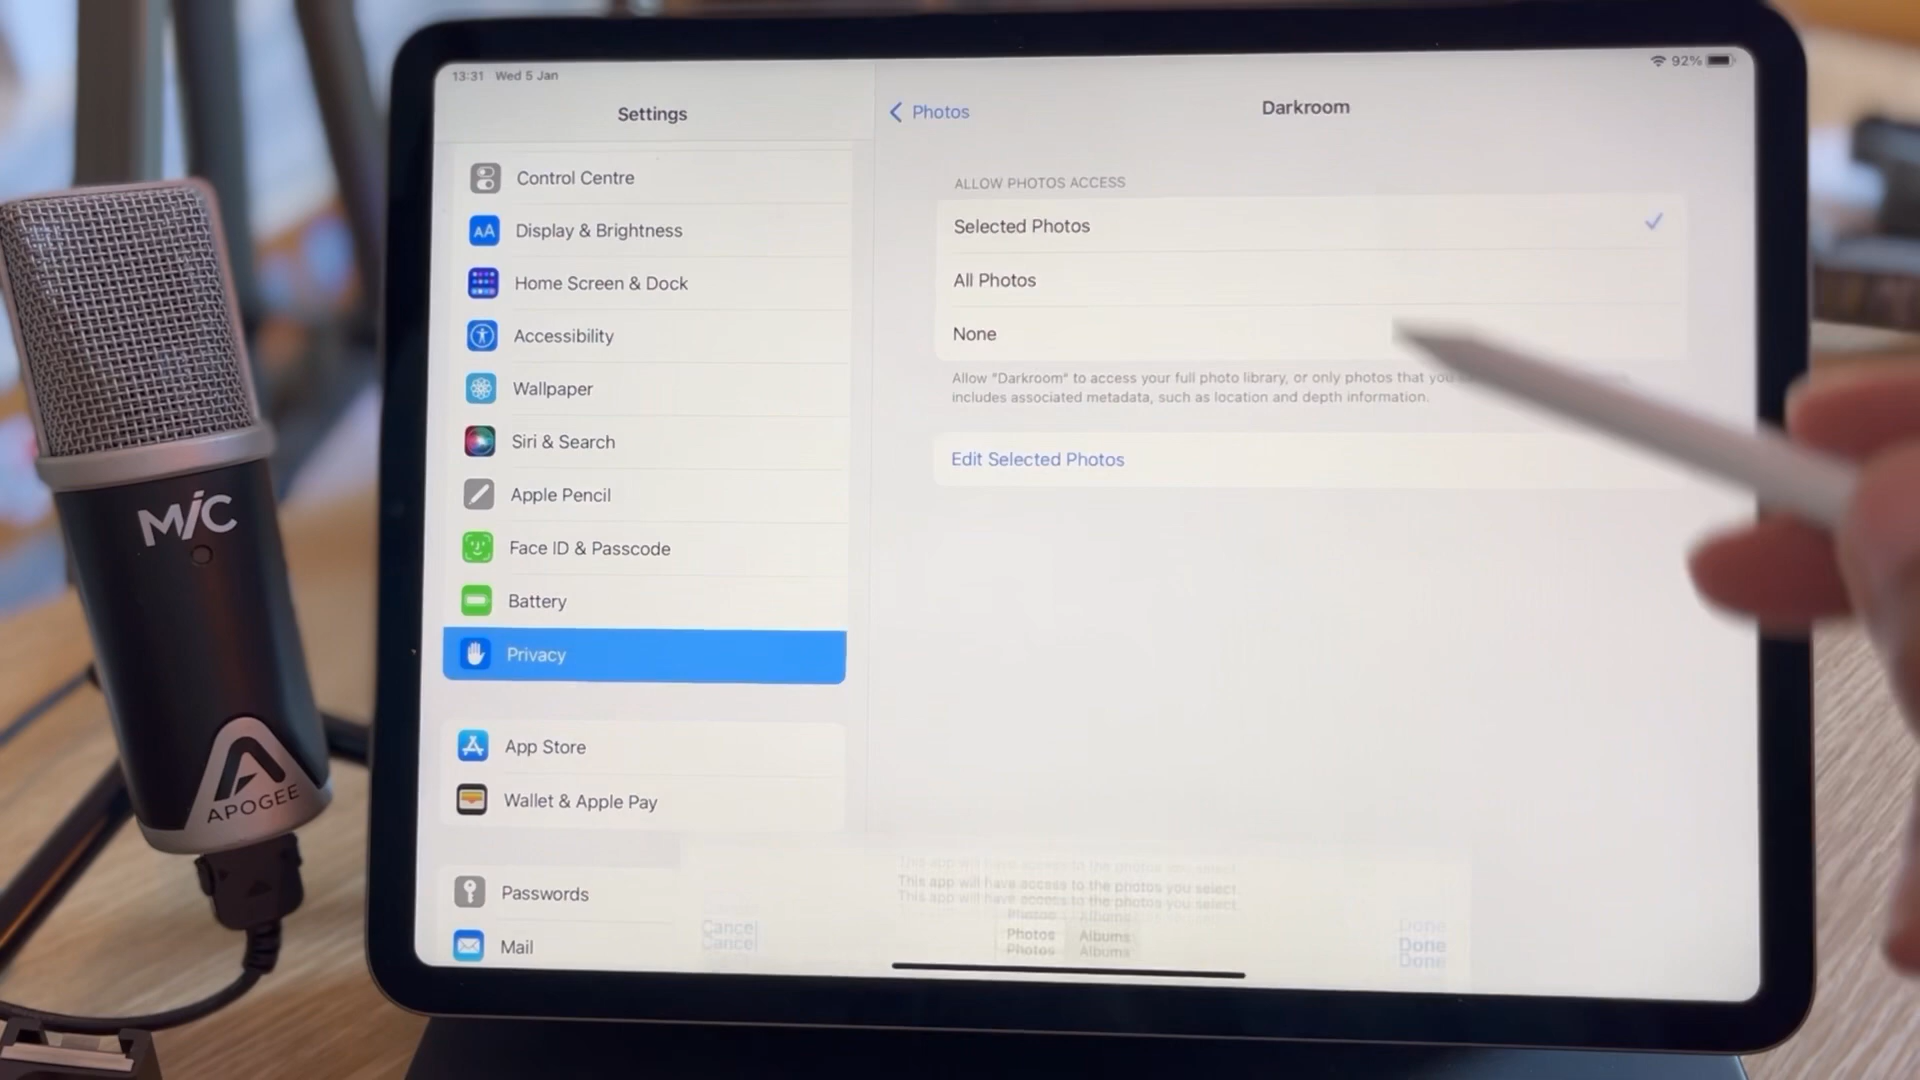 13:31 Wed 5 Jan
92%
Settings
Photos
Darkroom
Control Centre
Display & Brightness
Home Screen & Dock
Accessibility
Wallpaper
Siri & Search
Apple Pencil
Face ID & Passcode
Battery
Privacy
App Store
Wallet & Apple Pay
Passwords
Mail
ALLOW PHOTOS ACCESS
Selected Photos
All Photos
None
Allow "Darkroom" to access your full photo library, or only photos that you
includes associated metadata, such as location and depth information.
Edit Selected Photos
This app will have access to the photos you select.
Cancel
Photos Albums
Done
MiC
APOGEE